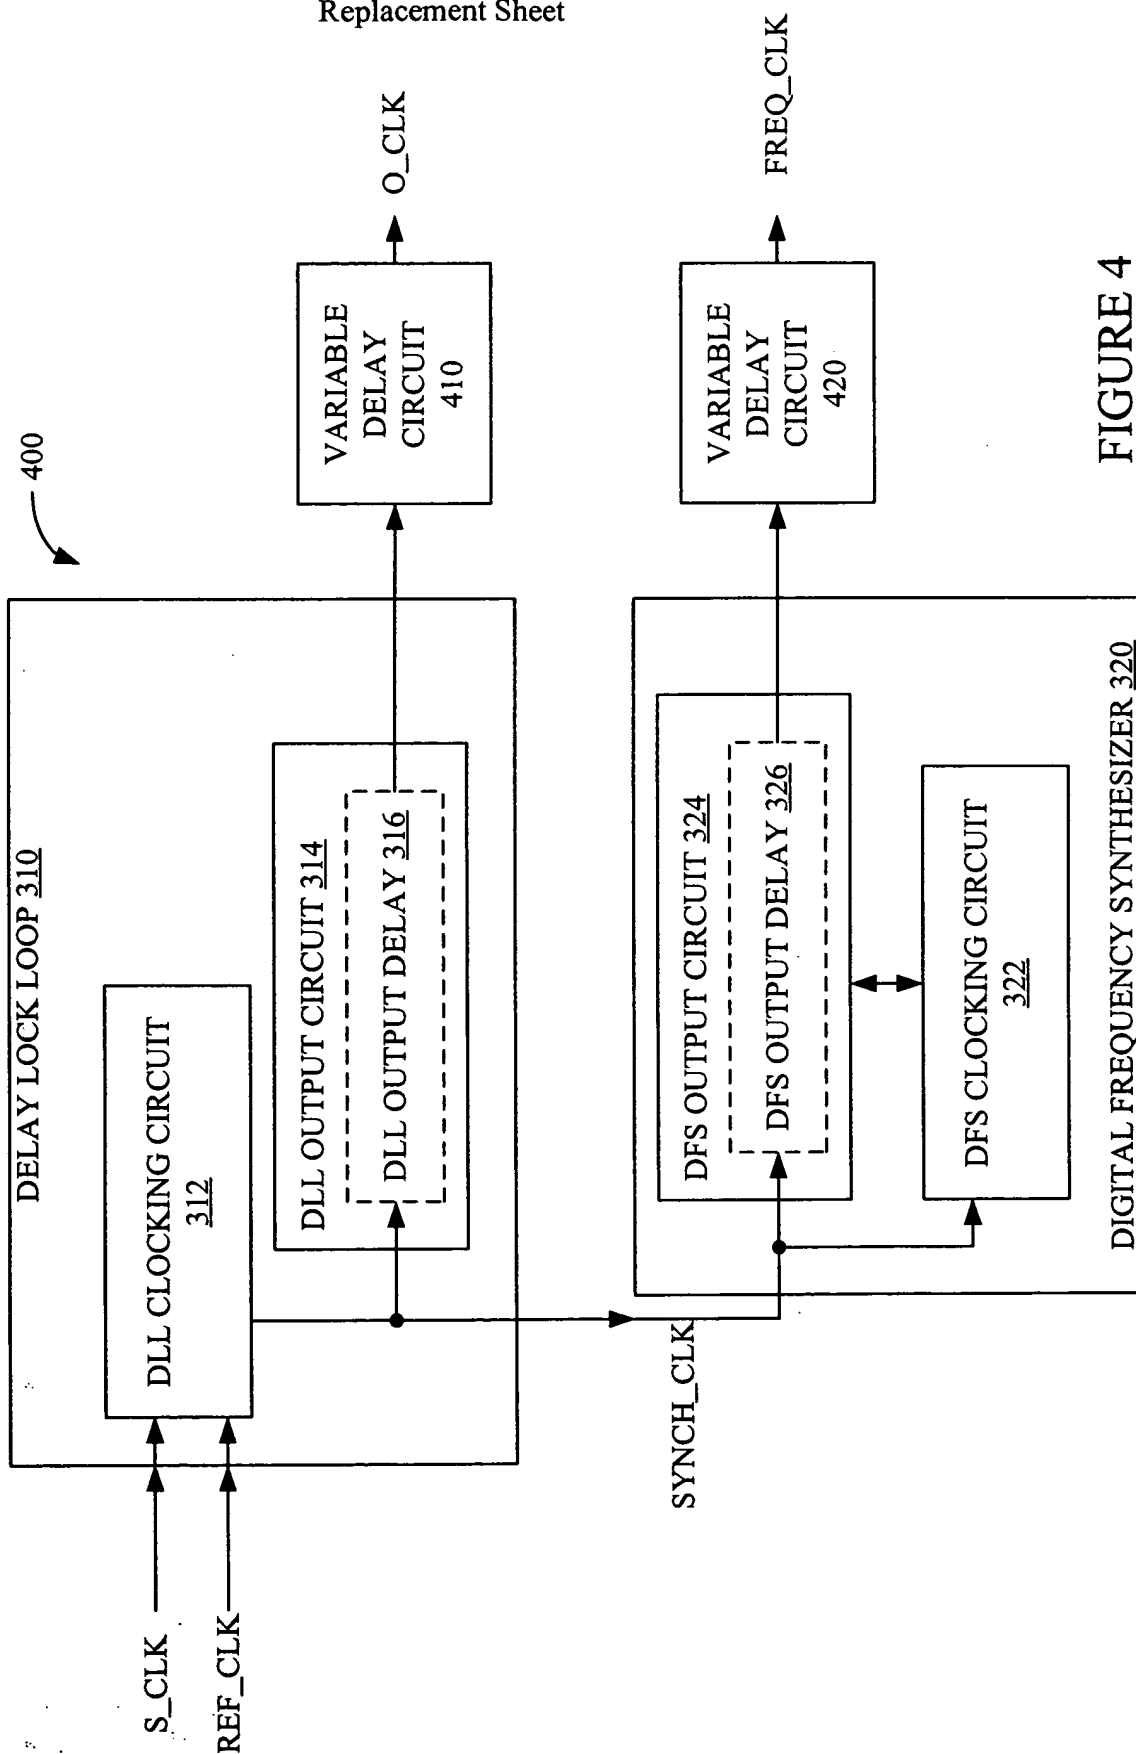 Replacement Sheet
400
DELAY LOCK LOOP 310
S_CLK
REF_CLK
DLL CLOCKING CIRCUIT
312
DLL OUTPUT CIRCUIT 314
DLL OUTPUT DELAY 316
VARIABLE
DELAY
CIRCUIT
410
O_CLK
SYNCH_CLK
DFS OUTPUT CIRCUIT 324
DFS OUTPUT DELAY 326
DFS CLOCKING CIRCUIT
322
DIGITAL FREQUENCY SYNTHESIZER 320
VARIABLE
DELAY
CIRCUIT
420
FREQ_CLK
FIGURE 4